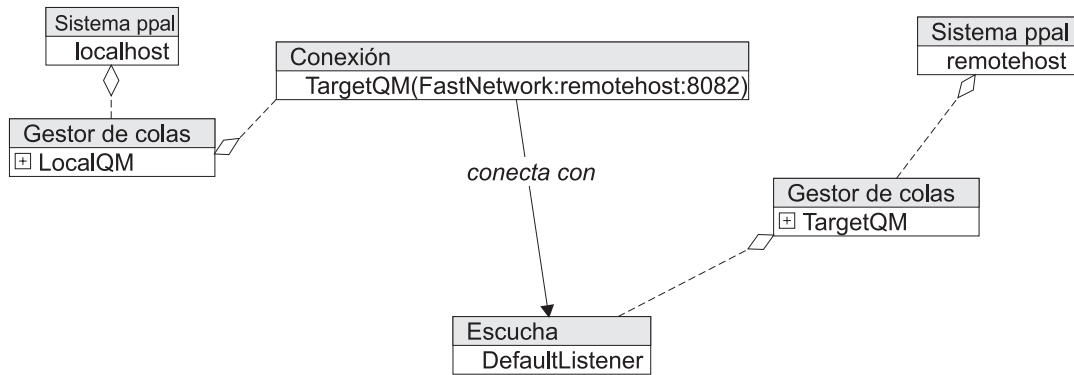 Sistema ppal
localhost
Conexión
TargetQM(FastNetwork:remotehost:8082)
Sistema ppal
remotehost
Gestor de colas
LocalQM
conecta con
Gestor de colas
TargetQM
Escucha
DefaultListener